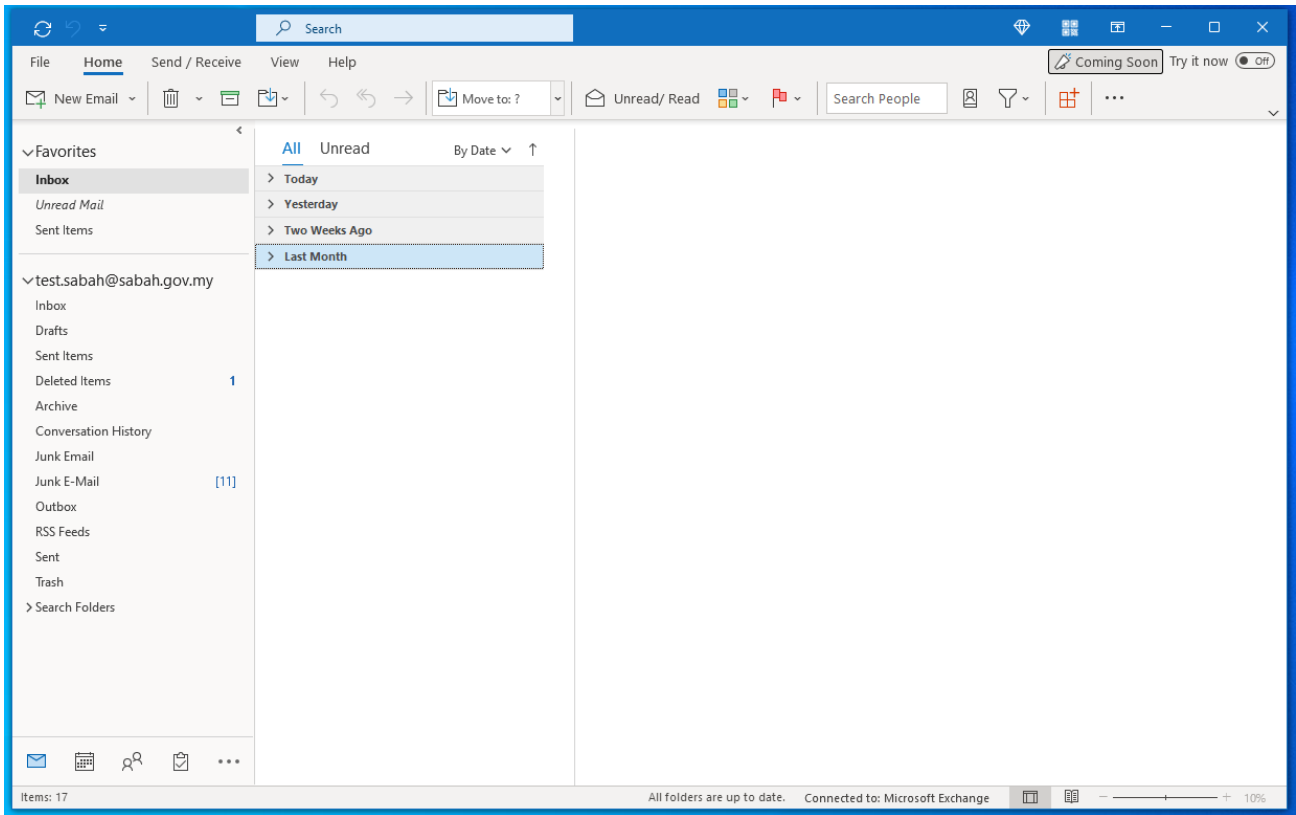 Search
File Home Send / Receive View Help
Coming Soon Try it now Off
New Email Move to: ? Unread/ Read Search People
Favorites
Inbox
Unread Mail
Sent Items
test.sabah@sabah.gov.my
Inbox
Drafts
Sent Items
Deleted Items 1
Archive
Conversation History
Junk Email
Junk E-Mail [11]
Outbox
RSS Feeds
Sent
Trash
Search Folders
All Unread By Date
Today
Yesterday
Two Weeks Ago
Last Month
Items: 17 All folders are up to date. Connected to: Microsoft Exchange 10%